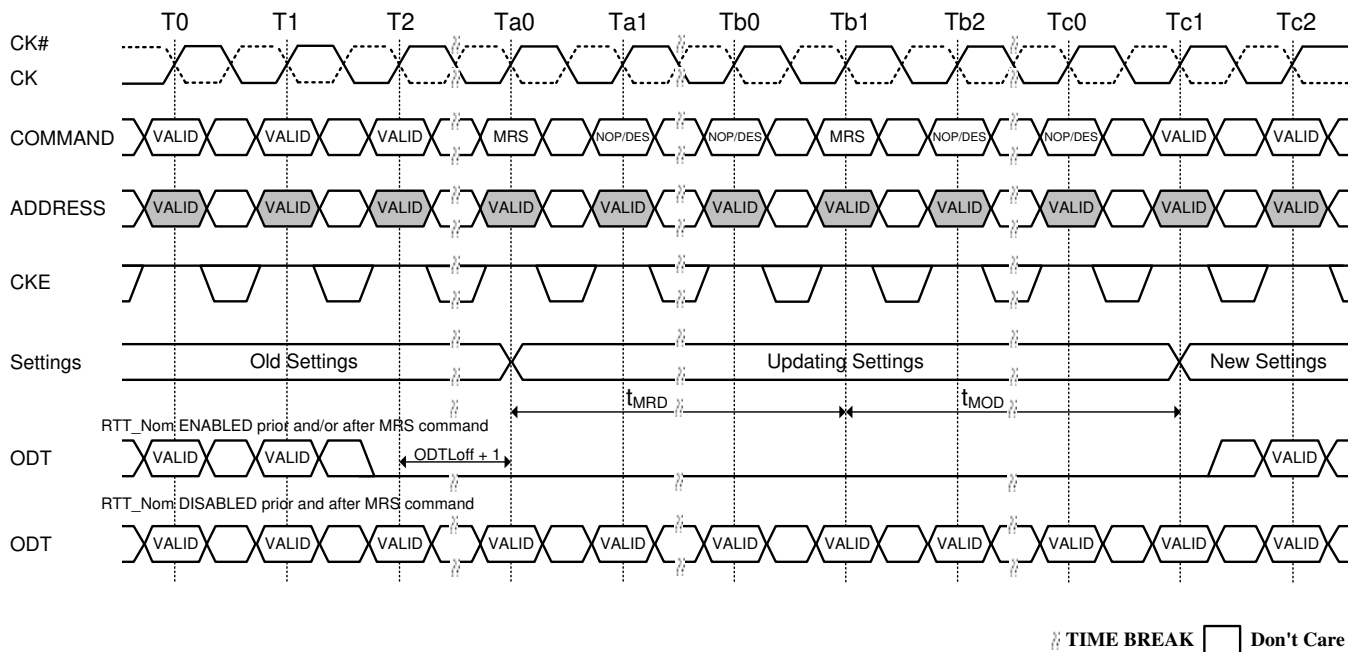 T0 T1 T2 Ta0 Ta1 Tb0 Tb1 Tb2 Tc0 Tc1 Tc2
CK#
CK
COMMAND VALID VALID VALID MRS NOP/DES NOP/DES MRS NOP/DES NOP/DES VALID VALID
ADDRESS VALID VALID VALID VALID VALID VALID VALID VALID VALID VALID VALID
CKE
Settings Old Settings Updating Settings New Settings
tMRD tMOD
RTT_Nom ENABLED prior and/or after MRS command
ODT VALID VALID ODTLoff + 1 VALID
RTT_Nom DISABLED prior and after MRS command
ODT VALID VALID VALID VALID VALID VALID VALID VALID VALID VALID VALID
TIME BREAK Don't Care